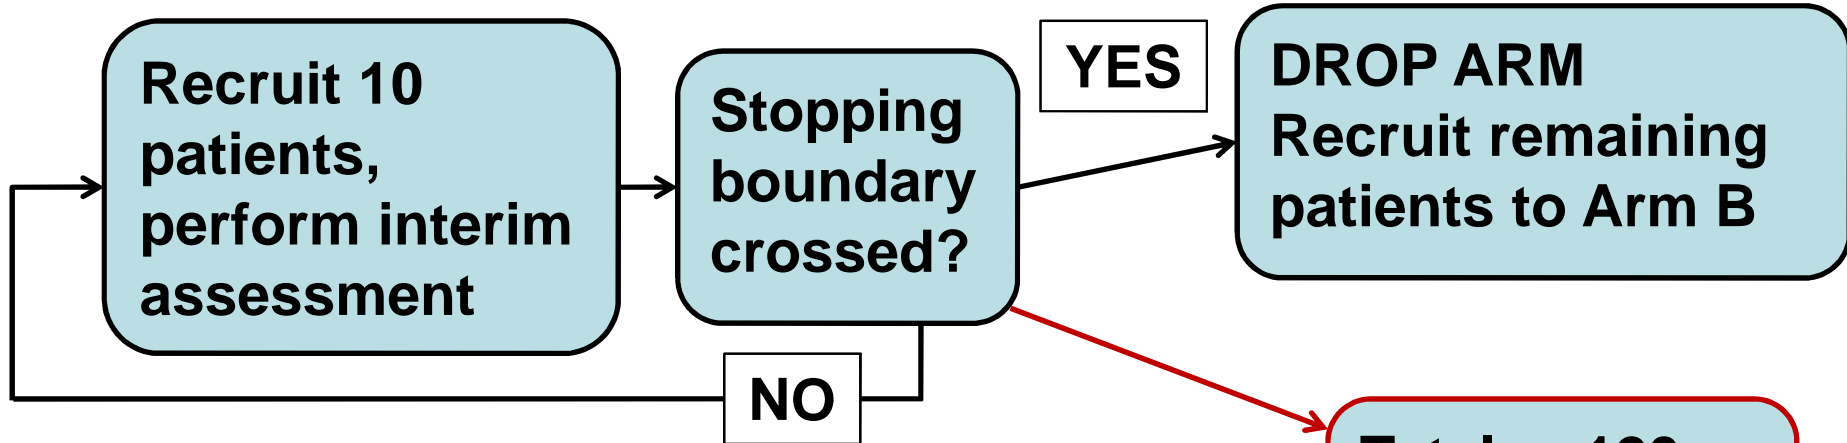 Recruit 10
patients,
perform interim
assessment
Stopping
boundary
crossed?
YES
DROP ARM
Recruit remaining
patients to Arm B
NO